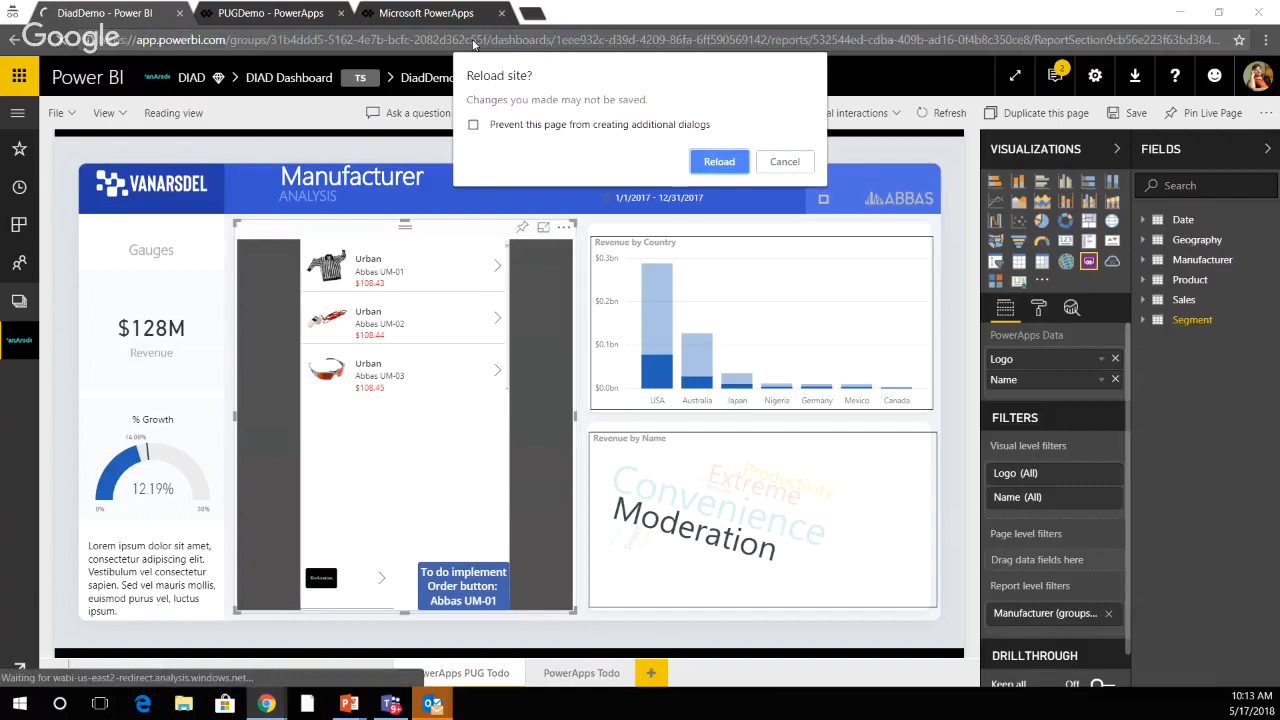 DiadDemo - Power BI
PUGDemo - PowerApps
Microsoft PowerApps
Google
app.powerbi.com/groups/31b4ddd5-5162-4e7b-bcfc-2082d362c65f/dashboards/1eee932c-d39d-4209-86fa-6ff590569142/reports/532544ed-cdba-409b-ad16-0f4b8c350ce8/ReportSection9cb56e223f63bd384...
Power BI
DIAD
DIAD Dashboard
TS
DiadDemo
3
File
View
Reading view
Ask a question
interactions
Refresh
Duplicate this page
Save
Pin Live Page
Reload site?
Changes you made may not be saved.
Prevent this page from creating additional dialogs
Reload
Cancel
VANARSDEL
Manufacturer
ANALYSIS
1/1/2017 - 12/31/2017
ABBAS
Gauges
$128M
Revenue
% Growth
14.00%
12.19%
0%
30%
Lorem ipsum dolor sit amet,
consectetur adipiscing elit.
Vestibulum vel consectetur
sapien. Sed vel mauris mollis,
euismod purus vel, luctus
ipsum.
Urban
Abbas UM-01
$108.43
Urban
Abbas UM-02
$108.44
Urban
Abbas UM-03
$108.45
Moderation
To do implement
Order button:
Abbas UM-01
Revenue by Country
$0.3bn
$0.2bn
$0.1bn
$0.0bn
USA
Australia
Japan
Nigeria
Germany
Mexico
Canada
Revenue by Name
Productivity
Extreme
Convenience
Moderation
VISUALIZATIONS
PowerApps Data
Logo
Name
FILTERS
Visual level filters
Logo (All)
Name (All)
Page level filters
Drag data fields here
Report level filters
Manufacturer (groups...
DRILLTHROUGH
Keep all
Off
FIELDS
Search
Date
Geography
Manufacturer
Product
Sales
Segment
Waiting for wabi-us-east2-redirect.analysis.windows.net...
werApps PUG Todo
PowerApps Todo
10:13 AM
5/17/2018